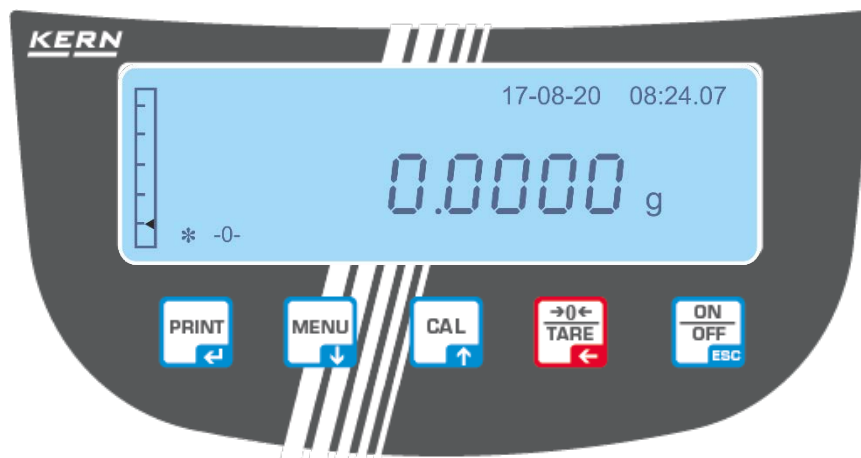 KERN
17-08-20 08:24.07
0.0000 g
✻ -0-
PRINT MENU CAL →0← ON
TARE OFF
ESC